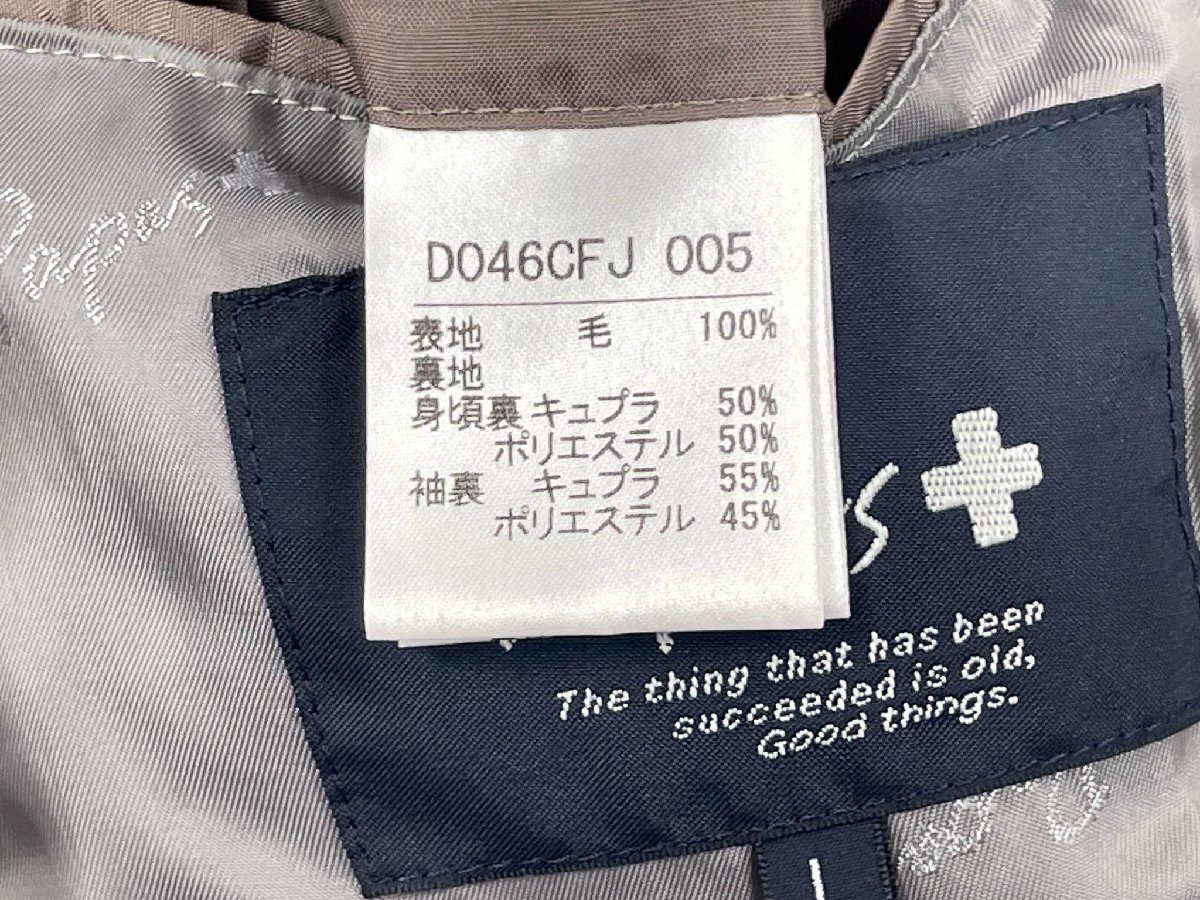 D046CFJ 005
表地 毛 100%
裏地
身頃裏 キュプラ 50%
ポリエステル 50%
袖裏 キュプラ 55%
ポリエステル 45%
The thing that has been
succeeded is old,
Good things.